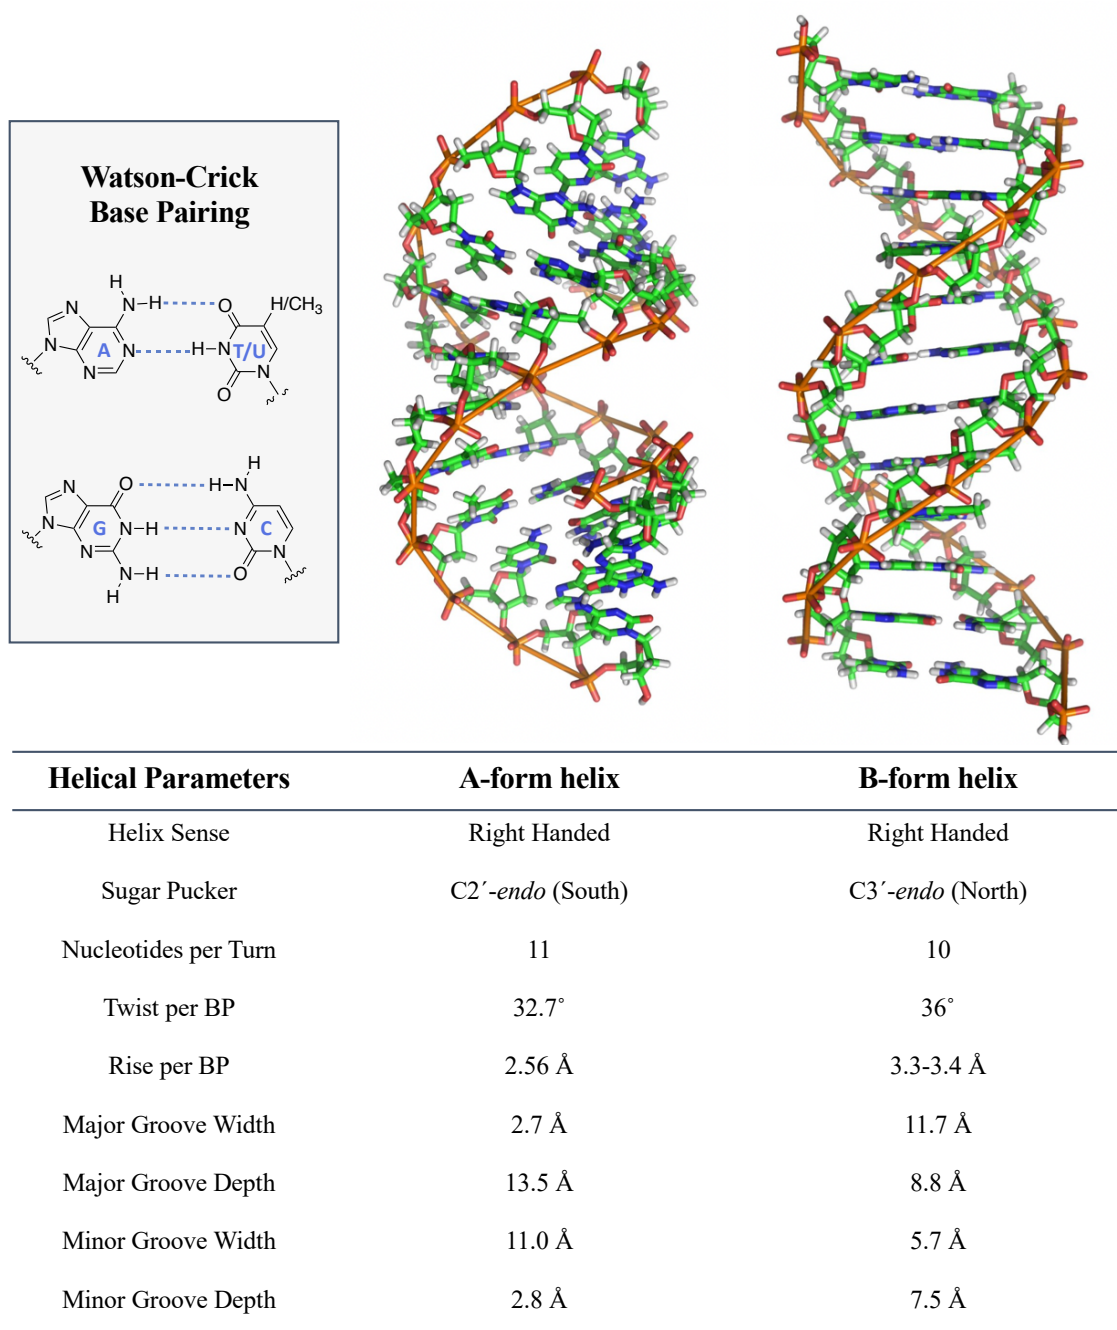 Watson-Crick
Base Pairing
H
N
N-H
O
H/CH3
N
A
N
H-N
T/U
N
N
O
H
N
O
H-N
N
G
N-H
N
C
N
N-H
O
N
H
Helical Parameters A-form helix B-form helix
Helix Sense Right Handed Right Handed
Sugar Pucker C2´-endo (South) C3´-endo (North)
Nucleotides per Turn 11 10
Twist per BP 32.7˚ 36˚
Rise per BP 2.56 Å 3.3-3.4 Å
Major Groove Width 2.7 Å 11.7 Å
Major Groove Depth 13.5 Å 8.8 Å
Minor Groove Width 11.0 Å 5.7 Å
Minor Groove Depth 2.8 Å 7.5 Å